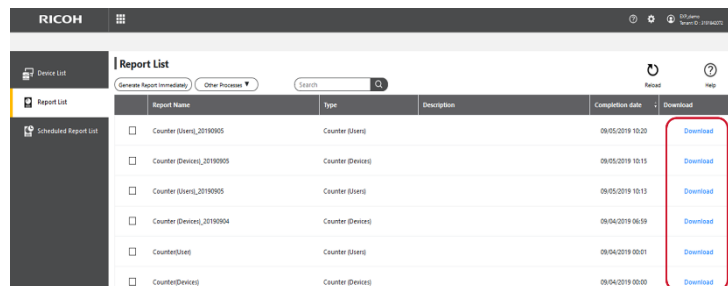 RICOH
EXP_demo
Device List
Report List
Scheduled Report List
Report List
Generate Report Immediately Other Processes ▼ Search
Reload Help
Report Name Type Description Completion date Download
Counter (Users)_20190905 Counter (Users) 09/05/2019 10:20 Download
Counter (Devices)_20190905 Counter (Devices) 09/05/2019 10:15 Download
Counter (Users)_20190905 Counter (Users) 09/05/2019 10:13 Download
Counter (Devices)_20190904 Counter (Devices) 09/04/2019 06:59 Download
Counter(User) Counter (Users) 09/04/2019 00:01 Download
Counter(Devices) Counter (Devices) 09/04/2019 00:00 Download